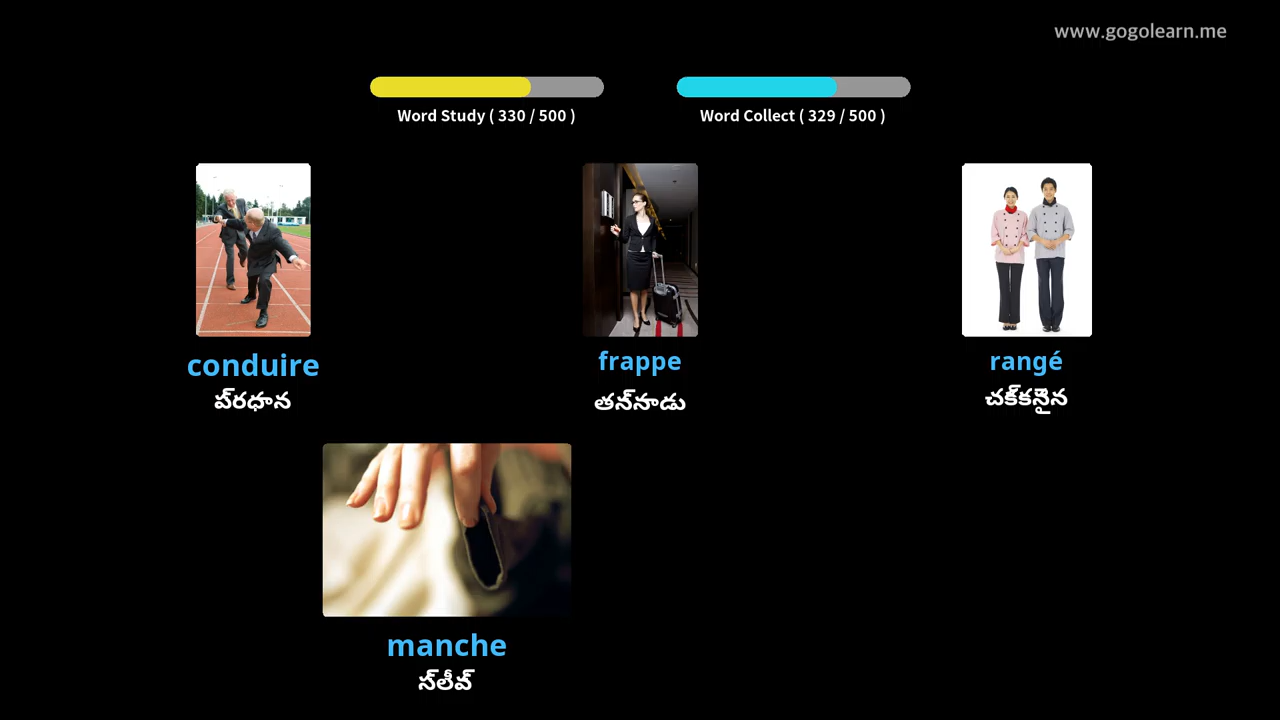 www.gogolearn.me
Word Study ( 330 / 500 )
Word Collect ( 329 / 500 )
conduire
ప్‌రధాన
frappe
తన్‌నాడు
rangé
చక్‌కనైన
manche
స్‌లీవ్